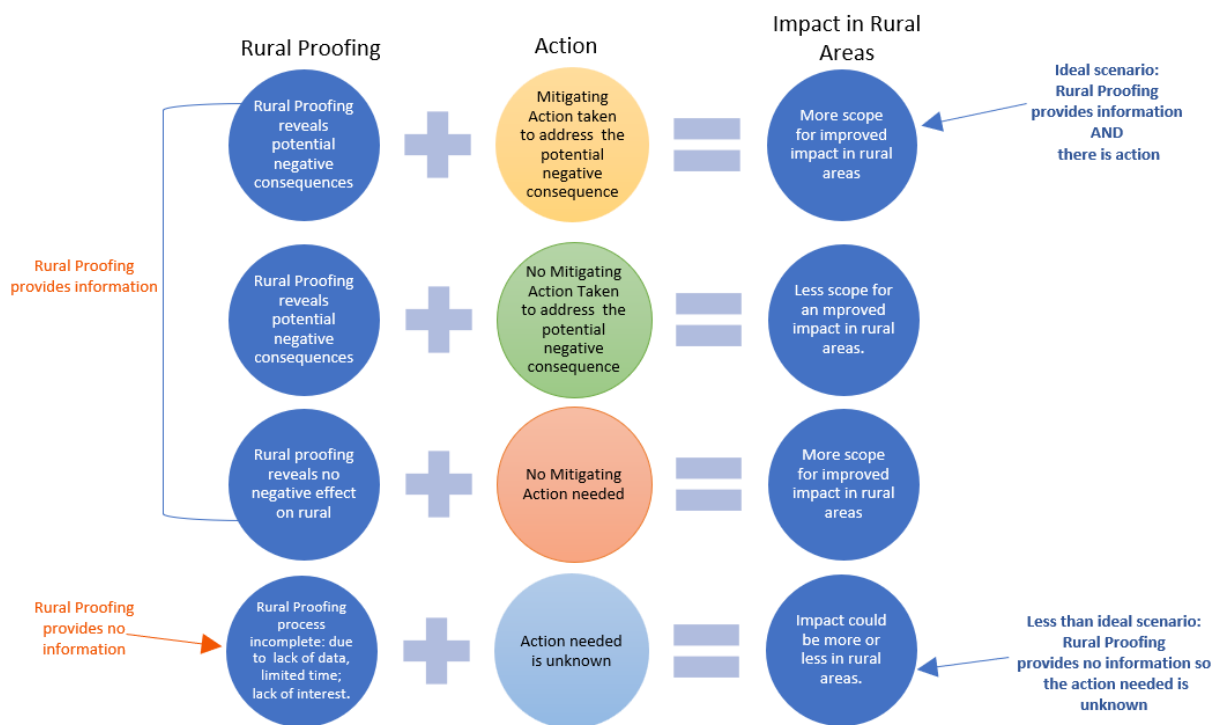 Rural Proofing
Action
Impact in Rural
Areas
Rural Proofing
reveals
potential
negative
consequences
Mitigating
Action taken
to address the
potential
negative
consequence
More scope
for improved
impact in rural
areas
Ideal scenario:
Rural Proofing
provides information
AND
there is action
Rural Proofing
provides information
Rural Proofing
reveals
potential
negative
consequences
No Mitigating
Action Taken
to address the
potential
negative
consequence
Less scope for
an mproved
impact in rural
areas.
Rural proofing
reveals no
negative effect
on rural
No Mitigating
Action needed
More scope
for improved
impact in rural
areas
Rural Proofing
provides no
information
Rural Proofing
process
incomplete: due
to lack of data,
limited time;
lack of interest.
Action needed
is unknown
Impact could
be more or
less in rural
areas.
Less than ideal scenario:
Rural Proofing
provides no information so
the action needed is
unknown